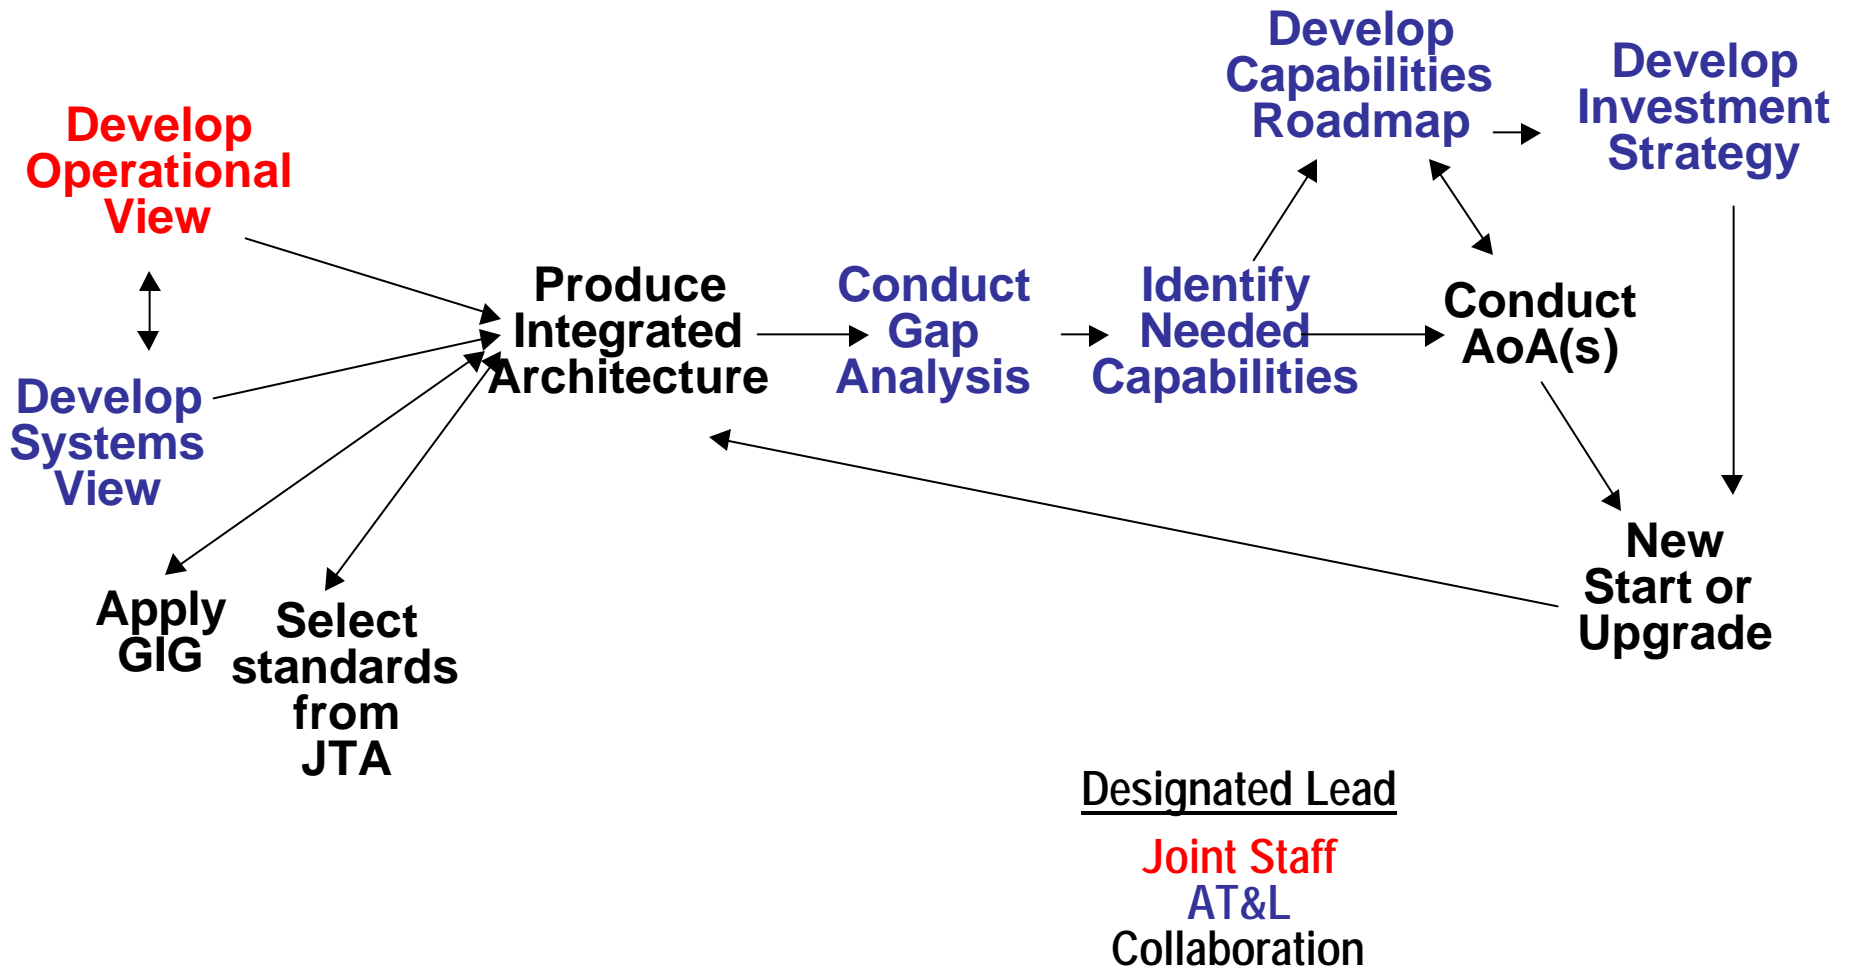 Develop
Operational
View
Develop
Systems
View
Apply
GIG
Select
standards
from
JTA
Produce
Integrated
Architecture
Conduct
Gap
Analysis
Identify
Needed
Capabilities
Develop
Capabilities
Roadmap
Develop
Investment
Strategy
Conduct
AoA(s)
New
Start or
Upgrade
Designated Lead
Joint Staff
AT&L
Collaboration